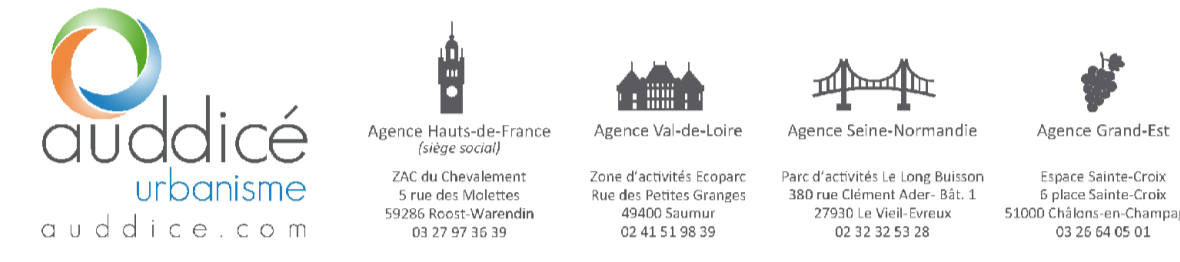 auddicé
urbanisme
auddice.com
Agence Hauts-de-France
(siège social)
ZAC du Chevalement
5 rue des Molettes
59286 Roost-Warendin
03 27 97 36 39
Agence Val-de-Loire
Zone d'activités Ecoparc
Rue des Petites Granges
49400 Saumur
02 41 51 98 39
Agence Seine-Normandie
Parc d'activités Le Long Buisson
380 rue Clément Ader- Bât. 1
27930 Le Vieil-Evreux
02 32 32 53 28
Agence Grand-Est
Espace Sainte-Croix
6 place Sainte-Croix
51000 Châlons-en-Champa
03 26 64 05 01